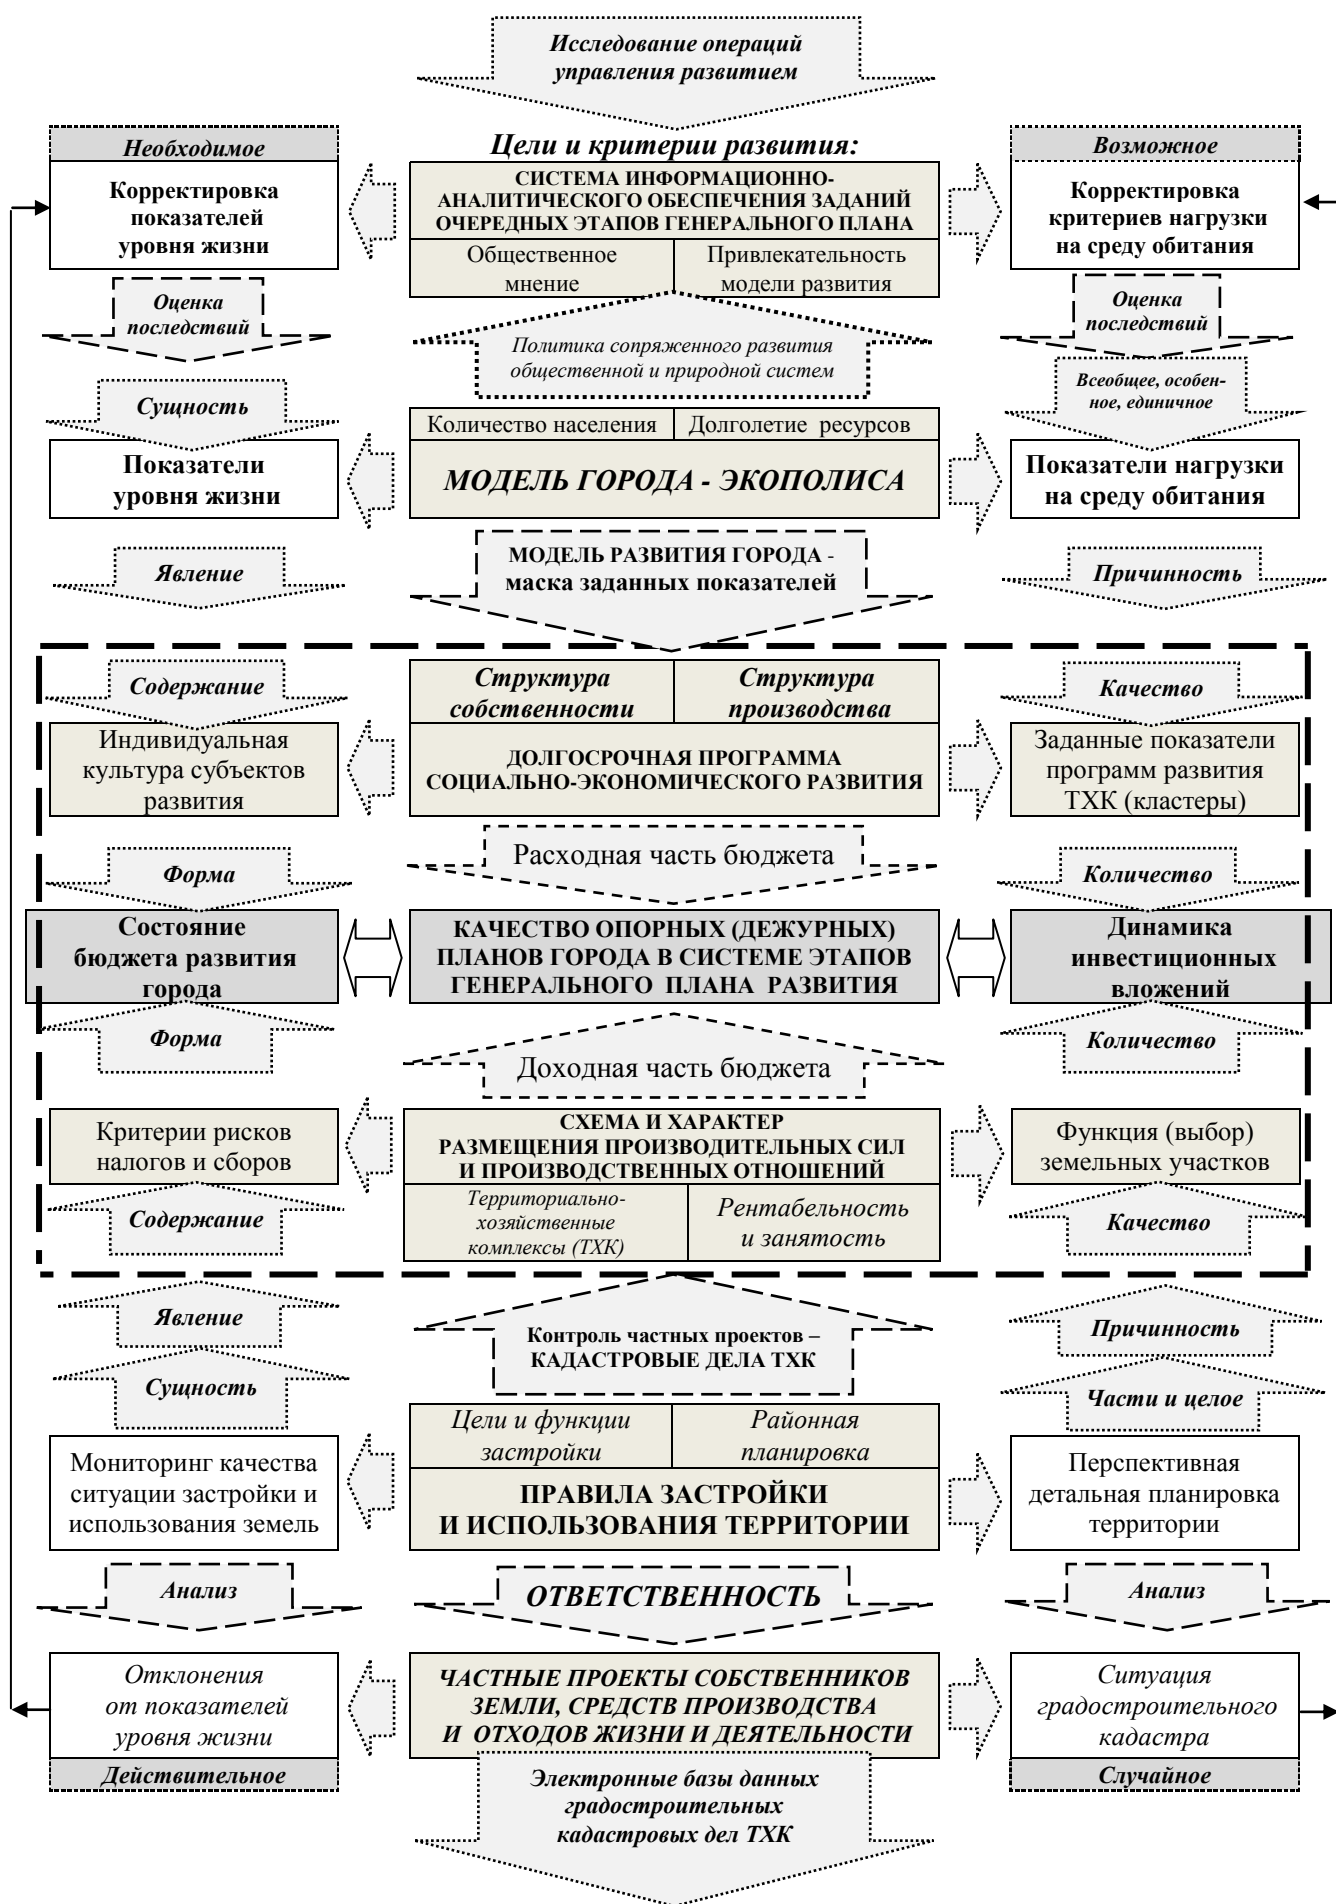 Исследование операций
управления развитием
Необходимое
Цели и критерии развития:
Возможное
Корректировка
показателей
уровня жизни
СИСТЕМА ИНФОРМАЦИОННО-
АНАЛИТИЧЕСКОГО ОБЕСПЕЧЕНИЯ ЗАДАНИЙ
ОЧЕРЕДНЫХ ЭТАПОВ ГЕНЕРАЛЬНОГО ПЛАНА
Корректировка
критериев нагрузки
на среду обитания
Общественное
мнение
Привлекательность
модели развития
Оценка
последствий
Политика сопряженного развития
общественной и природной систем
Оценка
последствий
Сущность
Всеобщее, особен-
ное, единичное
Количество населения
Долголетие ресурсов
Показатели
уровня жизни
МОДЕЛЬ ГОРОДА - ЭКОПОЛИСА
Показатели нагрузки
на среду обитания
Явление
МОДЕЛЬ РАЗВИТИЯ ГОРОДА -
маска заданных показателей
Причинность
Содержание
Структура
собственности
Структура
производства
Качество
Индивидуальная
культура субъектов
развития
ДОЛГОСРОЧНАЯ ПРОГРАММА
СОЦИАЛЬНО-ЭКОНОМИЧЕСКОГО РАЗВИТИЯ
Заданные показатели
программ развития
ТХК (кластеры)
Форма
Расходная часть бюджета
Количество
Состояние
бюджета развития
города
КАЧЕСТВО ОПОРНЫХ (ДЕЖУРНЫХ)
ПЛАНОВ ГОРОДА В СИСТЕМЕ ЭТАПОВ
ГЕНЕРАЛЬНОГО ПЛАНА РАЗВИТИЯ
Динамика
инвестиционных
вложений
Форма
Доходная часть бюджета
Количество
Критерии рисков
налогов и сборов
СХЕМА И ХАРАКТЕР
РАЗМЕЩЕНИЯ ПРОИЗВОДИТЕЛЬНЫХ СИЛ
И ПРОИЗВОДСТВЕННЫХ ОТНОШЕНИЙ
Функция (выбор)
земельных участков
Содержание
Территориально-
хозяйственные
комплексы (ТХК)
Рентабельность
и занятость
Качество
Явление
Контроль частных проектов –
КАДАСТРОВЫЕ ДЕЛА ТХК
Причинность
Сущность
Части и целое
Цели и функции
застройки
Районная
планировка
Мониторинг качества
ситуации застройки и
использования земель
ПРАВИЛА ЗАСТРОЙКИ
И ИСПОЛЬЗОВАНИЯ ТЕРРИТОРИИ
Перспективная
детальная планировка
территории
Анализ
ОТВЕТСТВЕННОСТЬ
Анализ
Отклонения
от показателей
уровня жизни
ЧАСТНЫЕ ПРОЕКТЫ СОБСТВЕННИКОВ
ЗЕМЛИ, СРЕДСТВ ПРОИЗВОДСТВА
И ОТХОДОВ ЖИЗНИ И ДЕЯТЕЛЬНОСТИ
Ситуация
градостроительного
кадастра
Действительное
Случайное
Электронные базы данных
градостроительных
кадастровых дел ТХК